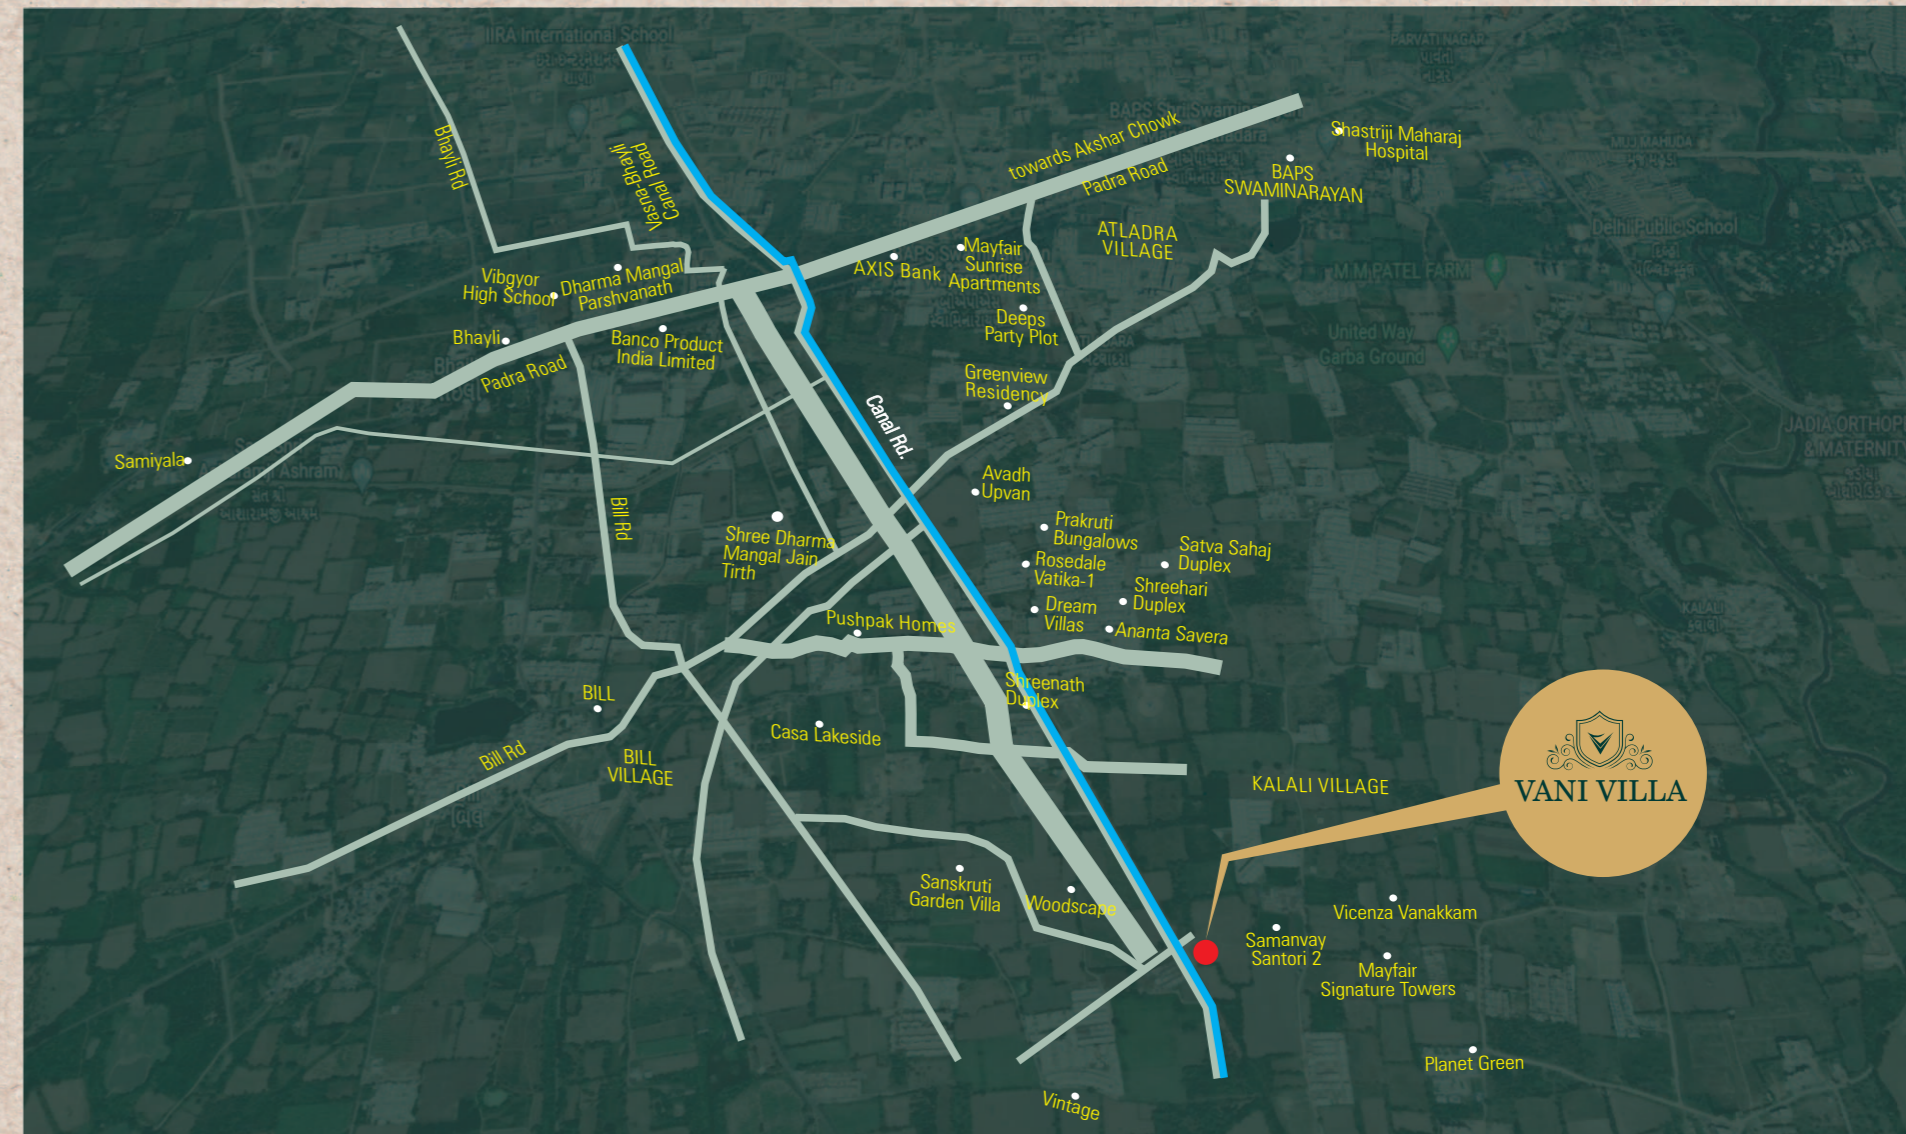 IIRA International School
PARVATI NAGAR
Bhayli Rd
Vasna-Bhayli
Canal Road
towards Akshar Chowk
Padra Road
Shastriji Maharaj
Hospital
BAPS
SWAMINARAYAN
ATLADRA
VILLAGE
Delhi Public School
M M PATEL FARM
United Way
Garba Ground
Vibgyor
High School
Dharma Mangal
Parshvanath
AXIS Bank
Mayfair
Sunrise
Apartments
Deeps
Party Plot
Bhayli
Banco Product
India Limited
Padra Road
Greenview
Residency
Canal Rd.
Samiyala
Bill Rd
Avadh
Upvan
Shree Dharma
Mangal Jain
Tirth
Prakruti
Bungalows
Rosedale
Vatika-1
Dream
Villas
Satva Sahaj
Duplex
Shreehari
Duplex
Ananta Savera
KALALI
Pushpak Homes
Shreenath
Duplex
BILL
Bill Rd
BILL
VILLAGE
Casa Lakeside
KALALI VILLAGE
VANI VILLA
Sanskruti
Garden Villa
Woodscape
Vicenza Vanakkam
Samanvay
Santori 2
Mayfair
Signature Towers
Planet Green
Vintage